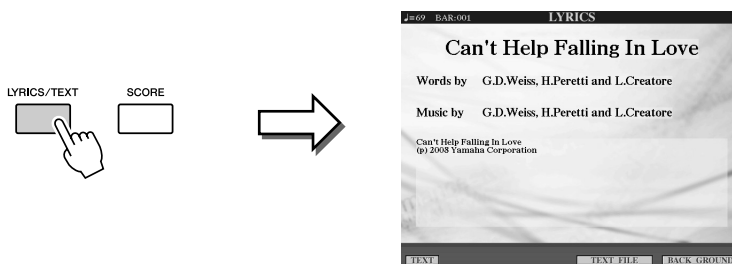 LYRICS/TEXT SCORE
♩=69 BAR:001 LYRICS
Can't Help Falling In Love
Words by G.D.Weiss, H.Peretti and L.Creatore
Music by G.D.Weiss, H.Peretti and L.Creatore
Can't Help Falling In Love
(p) 2008 Yamaha Corporation
TEXT TEXT FILE BACK GROUND